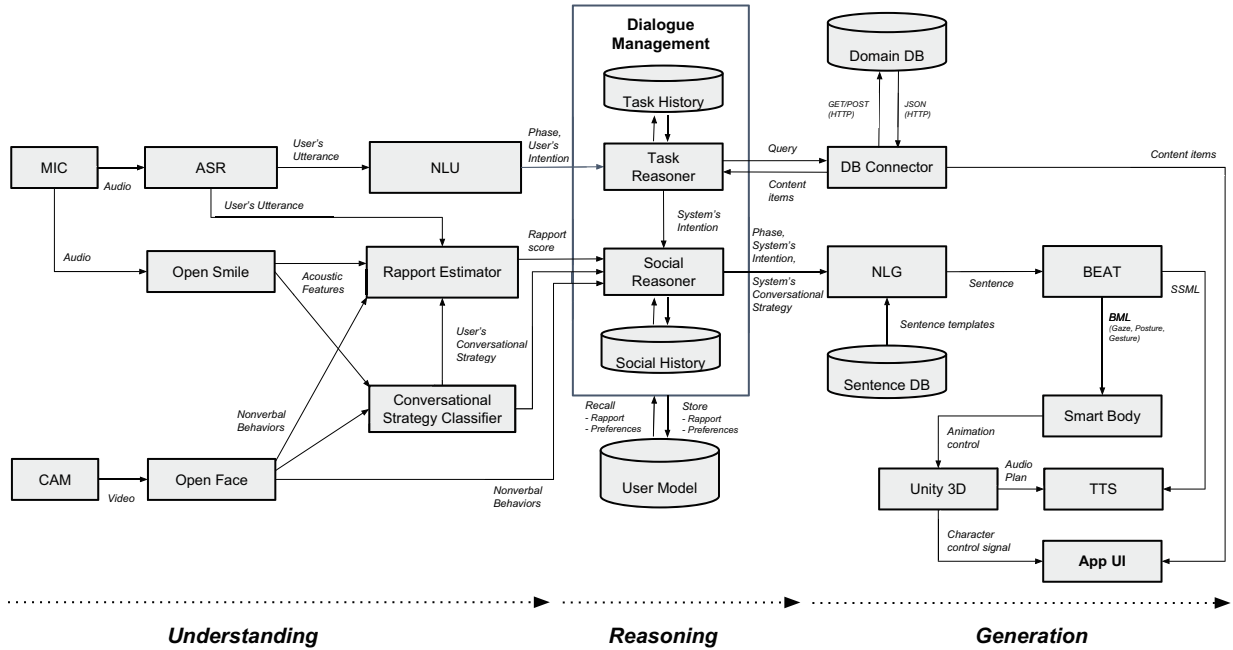 Dialogue
Management
Task History
Domain DB
GET/POST
(HTTP)
JSON
(HTTP)
MIC
Audio
ASR
User's
Utterance
NLU
Phase,
User's
Intention
Task
Reasoner
Query
Content
items
DB Connector
Content items
User's Utterance
System's
Intention
Audio
Open Smile
Acoustic
Features
Rapport Estimator
Rapport
score
Social
Reasoner
Phase,
System's
Intention,
System's
Conversational
Strategy
NLG
Sentence
BEAT
SSML
BML
(Gaze, Posture,
Gesture)
Sentence templates
Sentence DB
User's
Conversational
Strategy
Social History
Conversational
Strategy Classifier
Nonverbal
Behaviors
Recall
- Rapport
- Preferences
Store
- Rapport
- Preferences
Smart Body
Animation
control
CAM
Video
Open Face
Nonverbal
Behaviors
User Model
Unity 3D
Audio
Plan
TTS
Character
control signal
App UI
Understanding
Reasoning
Generation